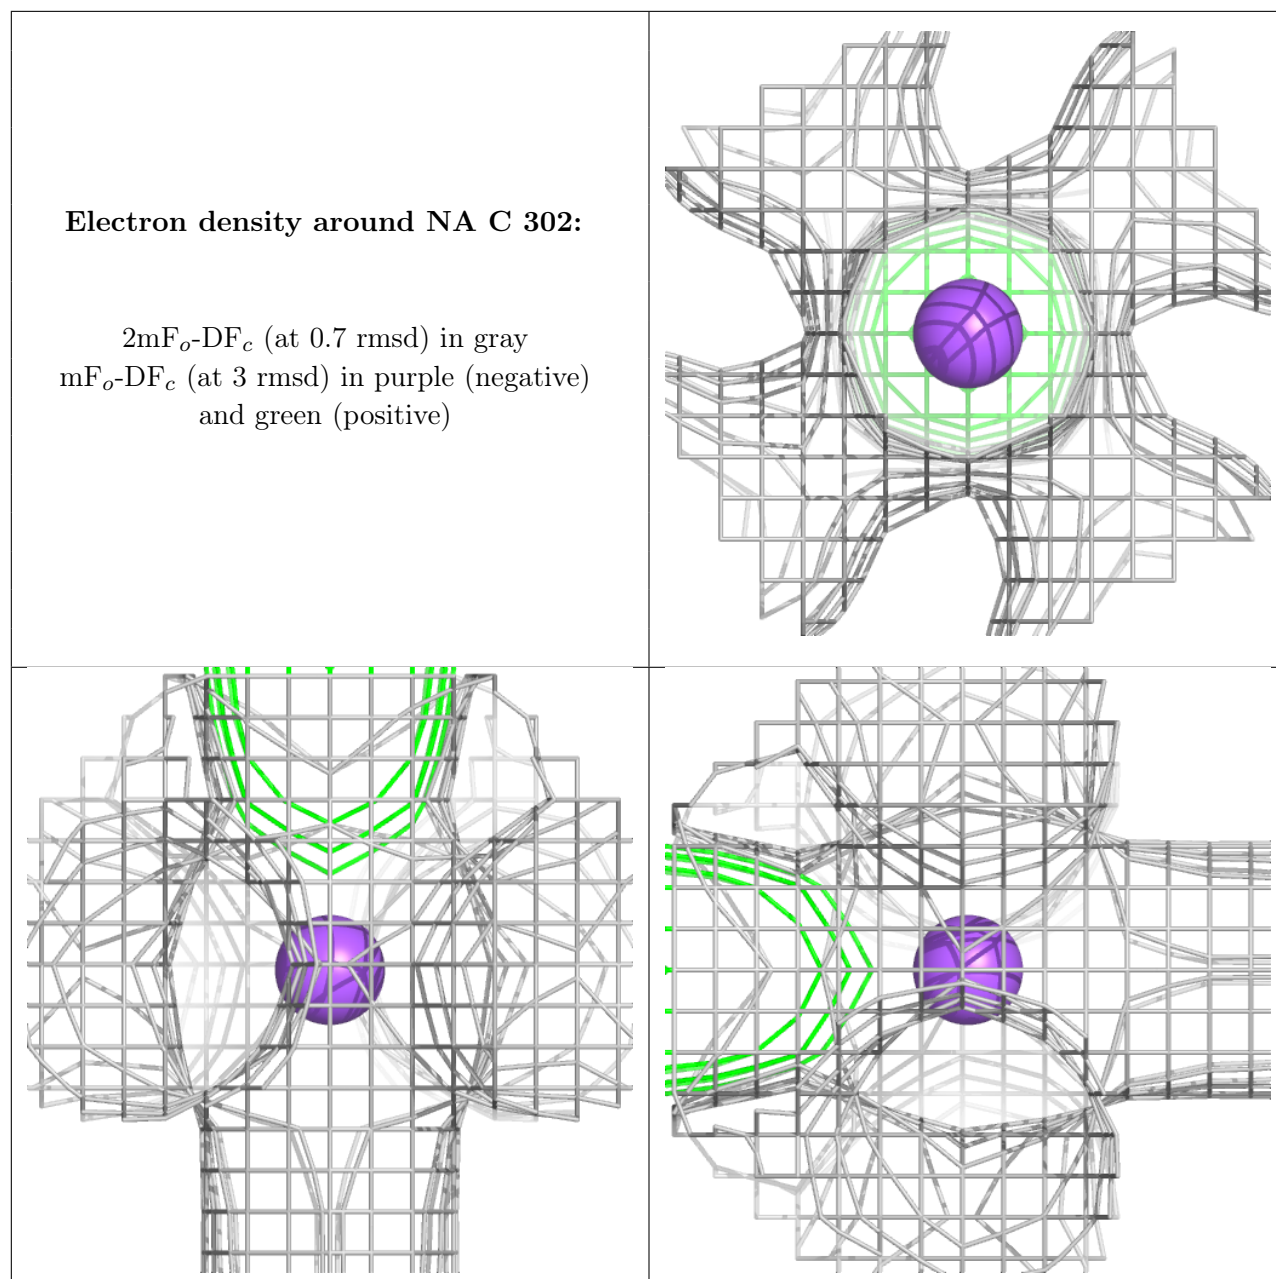 Electron density around NA C 302:
2mFo-DFc (at 0.7 rmsd) in gray
mFo-DFc (at 3 rmsd) in purple (negative)
and green (positive)